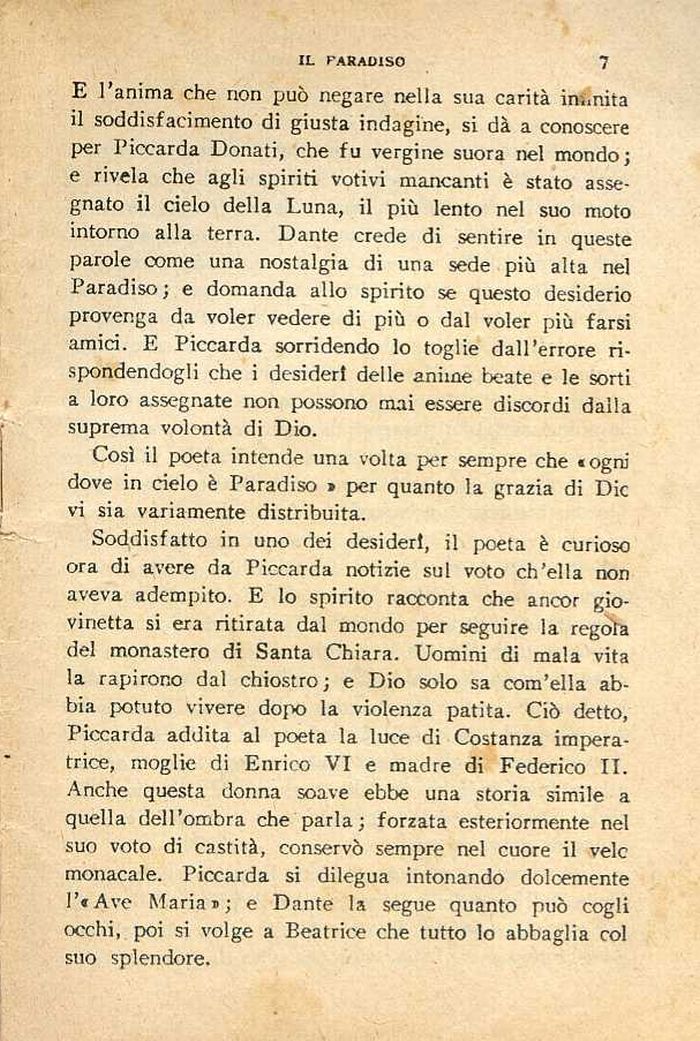 IL PARADISO 7
E l'anima che non può negare nella sua carità infinita
il soddisfacimento di giusta indagine, si dà a conoscere
per Piccarda Donati, che fu vergine suora nel mondo;
e rivela che agli spiriti votivi mancanti è stato asse-
gnato il cielo della Luna, il più lento nel suo moto
intorno alla terra. Dante crede di sentire in queste
parole come una nostalgia di una sede più alta nel
Paradiso; e domanda allo spirito se questo desiderio
provenga da voler vedere di più o dal voler più farsi
amici. E Piccarda sorridendo lo toglie dall'errore ri-
spondendogli che i desiderî delle anime beate e le sorti
a loro assegnate non possono mai essere discordi dalla
suprema volontà di Dio.
Così il poeta intende una volta per sempre che «ogni
dove in cielo è Paradiso » per quanto la grazia di Dio
vi sia variamente distribuita.
Soddisfatto in uno dei desiderî, il poeta è curioso
ora di avere da Piccarda notizie sul voto ch'ella non
aveva adempito. E lo spirito racconta che ancor gio-
vinetta si era ritirata dal mondo per seguire la regola
del monastero di Santa Chiara. Uomini di mala vita
la rapirono dal chiostro; e Dio solo sa com'ella ab-
bia potuto vivere dopo la violenza patita. Ciò detto,
Piccarda addita al poeta la luce di Costanza impera-
trice, moglie di Enrico VI e madre di Federico II.
Anche questa donna soave ebbe una storia simile a
quella dell'ombra che parla; forzata esteriormente nel
suo voto di castità, conservò sempre nel cuore il velo
monacale. Piccarda si dilegua intonando dolcemente
l'«Ave Maria»; e Dante la segue quanto può cogli
occhi, poi si volge a Beatrice che tutto lo abbaglia col
suo splendore.